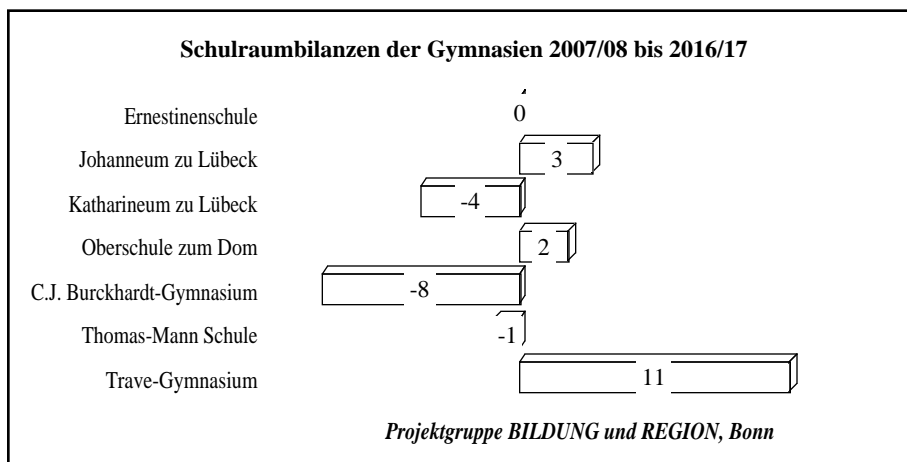 Schulraumbilanzen der Gymnasien 2007/08 bis 2016/17
Ernestinenschule 0
Johanneum zu Lübeck 3
Katharineum zu Lübeck -4
Oberschule zum Dom 2
C.J. Burckhardt-Gymnasium -8
Thomas-Mann Schule -1
Trave-Gymnasium 11
Projektgruppe BILDUNG und REGION, Bonn